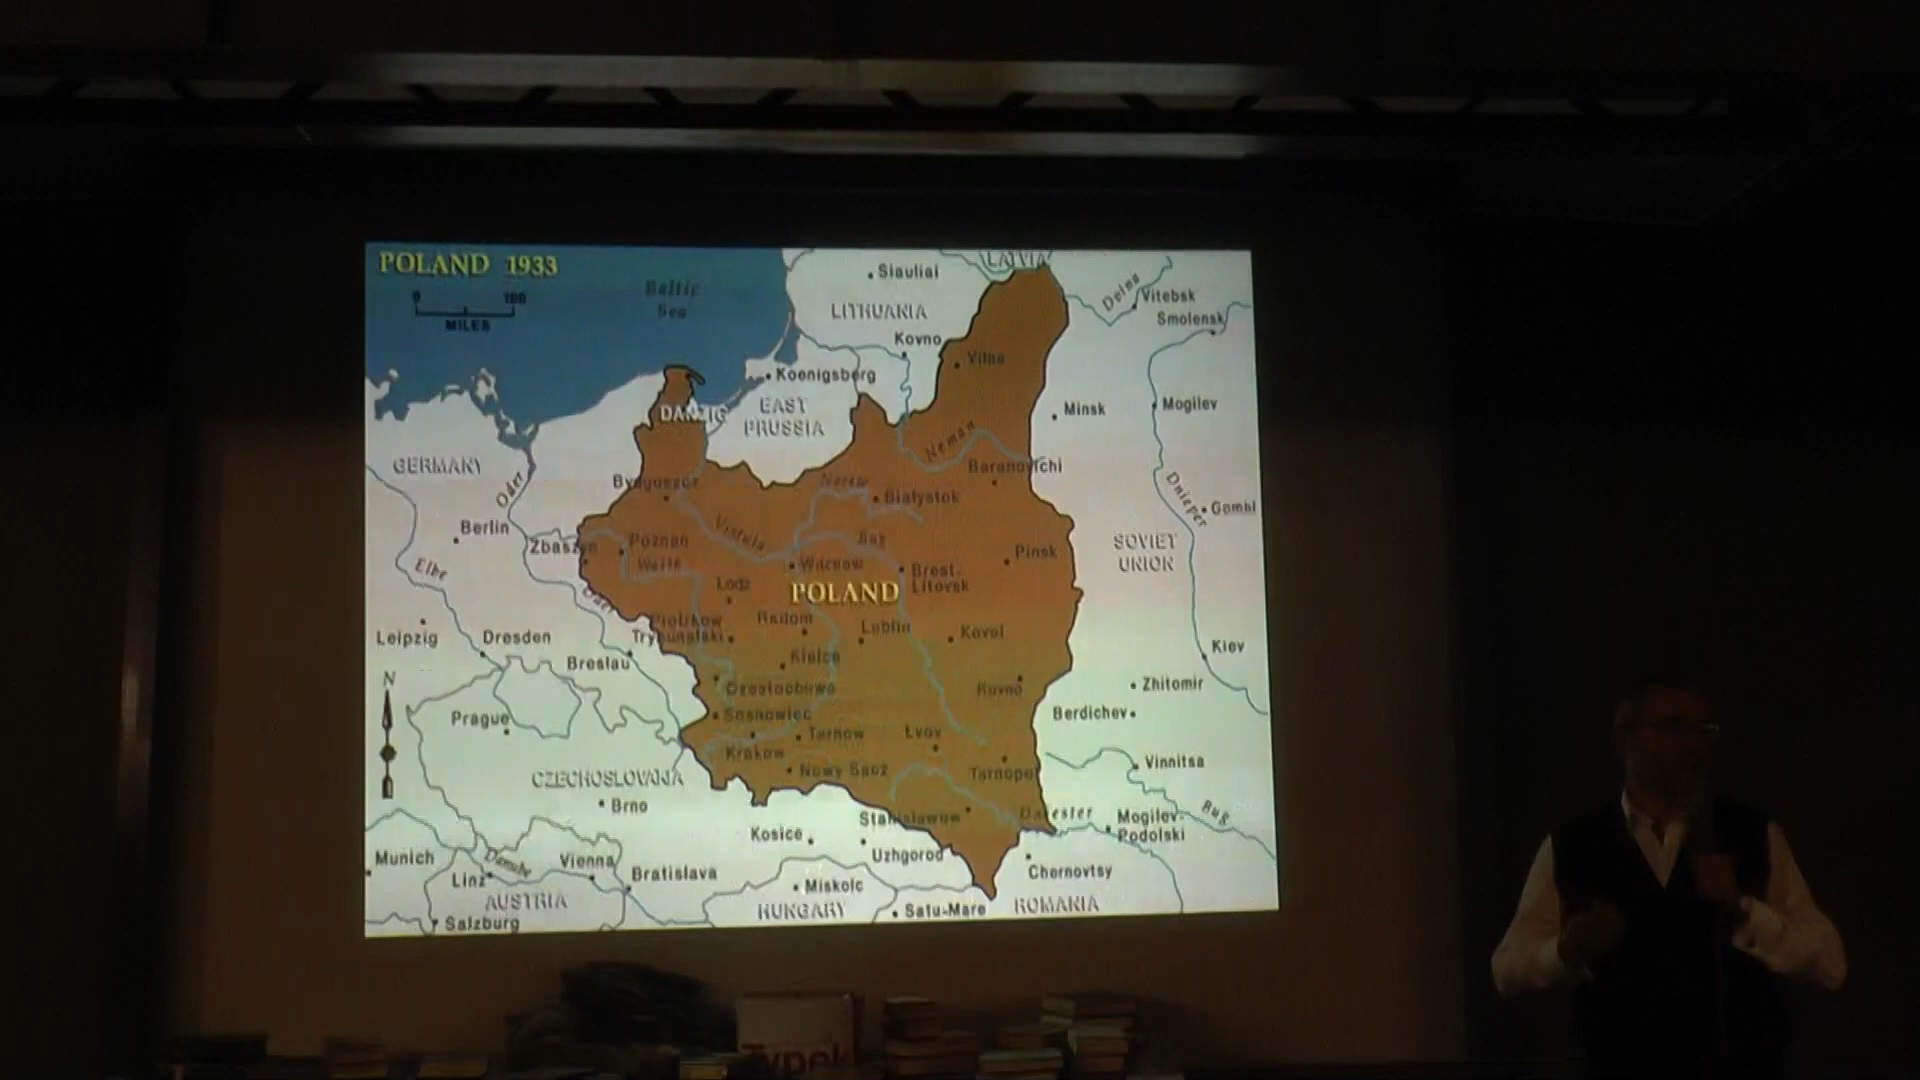 POLAND 1933
0 100
MILES
Baltic
Sea
LATVIA
Siauliai
LITHUANIA
Kovno
Vilna
Vitebsk
Smolensk
Koenigsberg
DANZIG
EAST
PRUSSIA
Minsk
Mogilev
Neman
Baranovichi
GERMANY
Oder
Bydgoszcz
Bialystok
Dnieper
Gomel
Berlin
Zbaszyn
Poznan
Vistula
Bug
Pinsk
SOVIET
UNION
Elbe
Warta
Warsaw
Brest-
Litovsk
Lodz
POLAND
Oder
Leipzig
Dresden
Piotrkow
Trybunalski
Radom
Lublin
Kovel
Kiev
Breslau
Kielce
N
Czestochowa
Rovno
Zhitomir
Prague
Sosnowiec
Berdichev
Krakow
Tarnow
Lvov
CZECHOSLOVAKIA
Nowy Sacz
Tarnopol
Vinnitsa
Brno
Stanislawow
Dniester
Mogilev-
Podolski
Bug
Kosice
Uzhgorod
Chernovtsy
Munich
Danube
Vienna
Linz
Bratislava
Miskolc
AUSTRIA
HUNGARY
Satu-Mare
ROMANIA
Salzburg